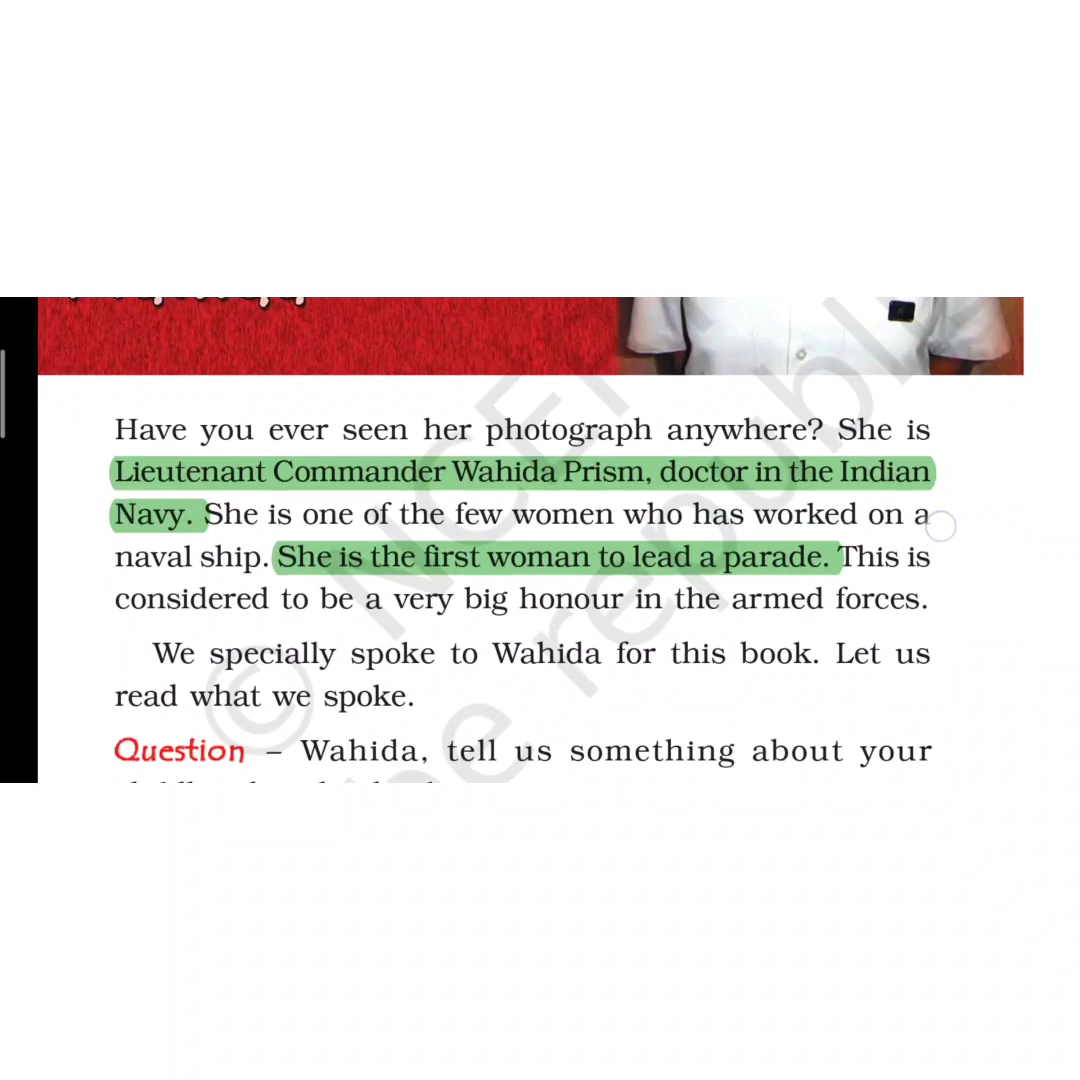 Have you ever seen her photograph anywhere? She is
Lieutenant Commander Wahida Prism, doctor in the Indian
Navy. She is one of the few women who has worked on a
naval ship. She is the first woman to lead a parade. This is
considered to be a very big honour in the armed forces.
We specially spoke to Wahida for this book. Let us
read what we spoke.
Question – Wahida, tell us something about your